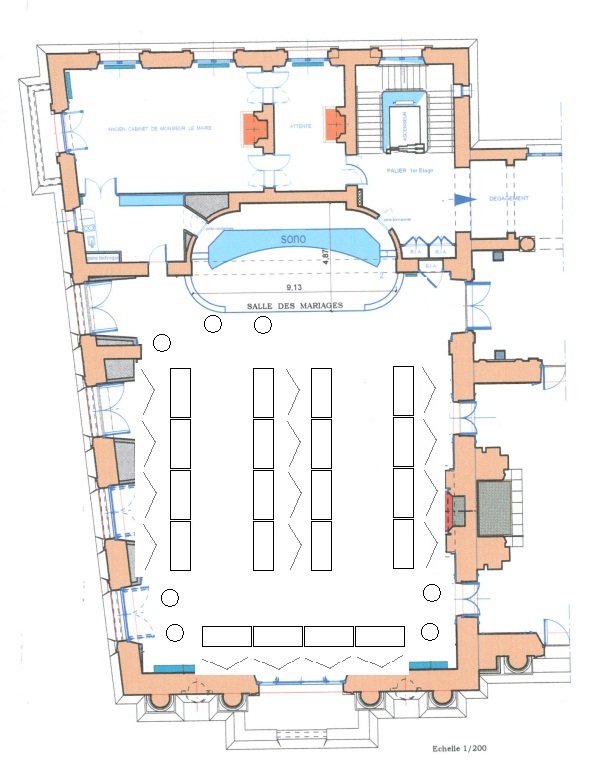 ANCIEN CABINET DE MONSIEUR LE MAIRE
ATTENTE
ASCENSEUR
PALIER 1er Etage
DEGAGEMENT
sono
4.87
R.I.A.
R.I.A.
R.I.A.
9.13
SALLE DES MARIAGES
Echelle 1/200